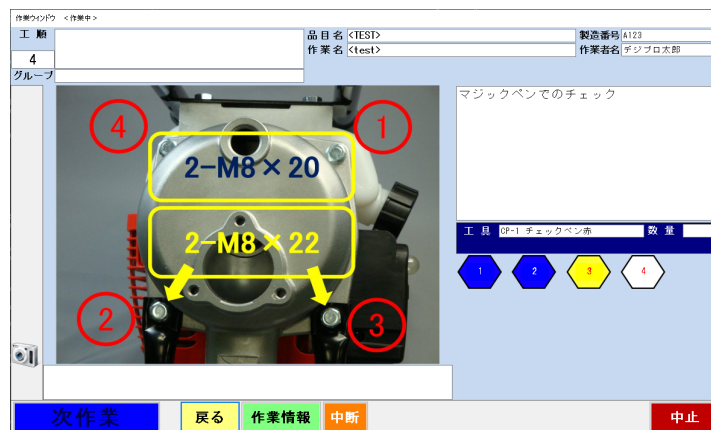 作業ウィンドウ <作業中>
工 順
4
グループ
品 目 名 <TEST>
作 業 名 <test>
製造番号 A123
作業者名 デジブロ太郎
④ ①
2-M8×20
2-M8×22
② ③
マジックペンでのチェック
工 具 CP-1 チェックペン赤 数 量
1 2 3 4
次作業 戻る 作業情報 中断 中止